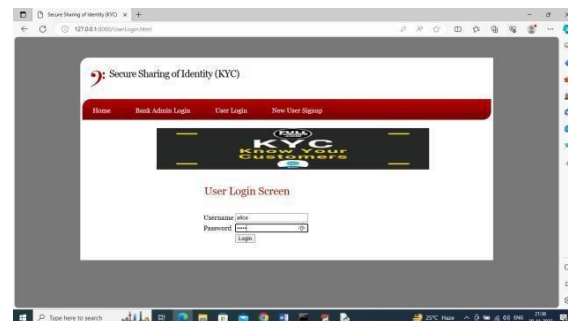 Secure Sharing of Identity (KYC)
127.0.0.1:8000/UserLogin.html
Secure Sharing of Identity (KYC)
Home Bank Admin Login User Login New User Signup
FULL
KYC
Know Your
Customers
User Login Screen
Username alice
Password
Login
Type here to search
25°C Haze ENG 21:08